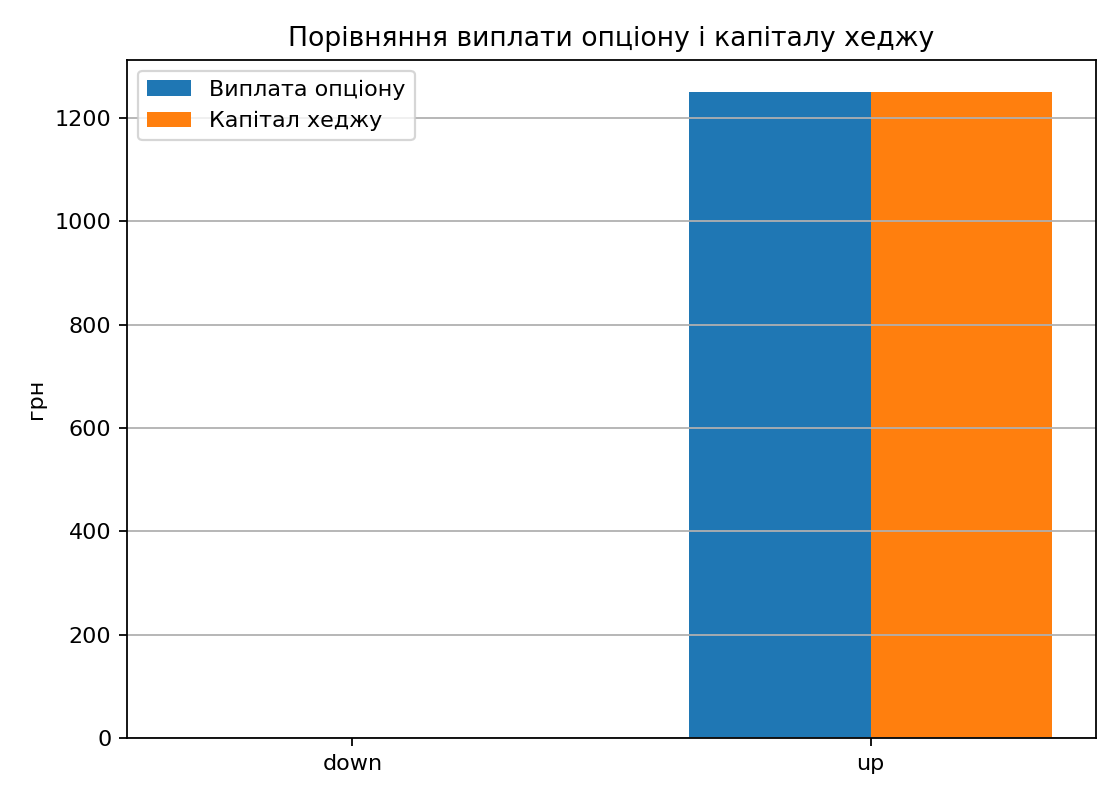 Порівняння виплати опціону і капіталу хеджу
Виплата опціону
Капітал хеджу
грн
1200
1000
800
600
400
200
0
down
up